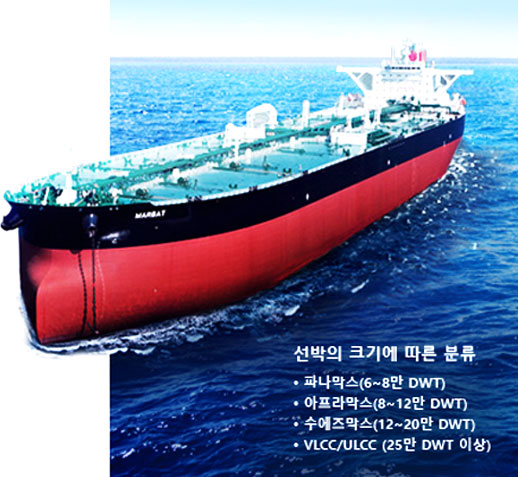 MARBAT
선박의 크기에 따른 분류
• 파나막스(6~8만 DWT)
• 아프라막스(8~12만 DWT)
• 수에즈막스(12~20만 DWT)
• VLCC/ULCC (25만 DWT 이상)